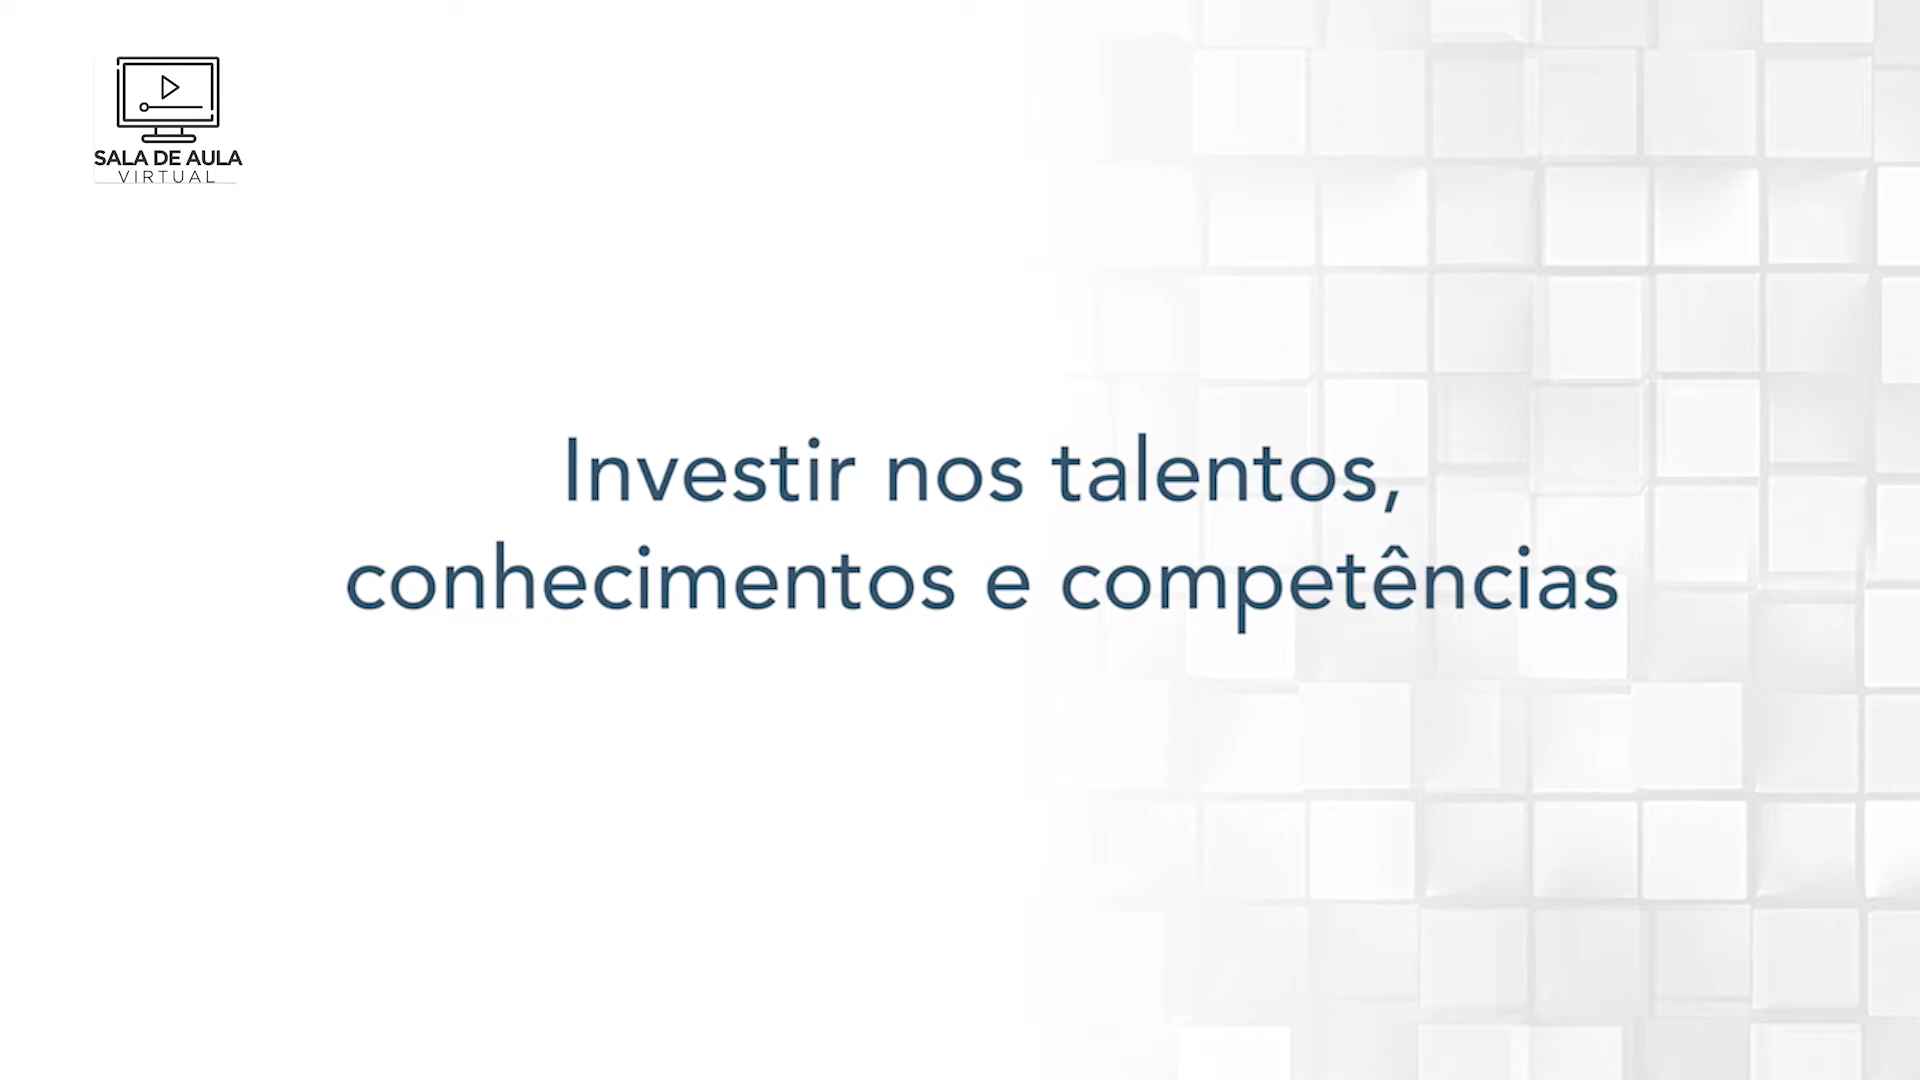 SALA DE AULA
VIRTUAL
Investir nos talentos,
conhecimentos e competências